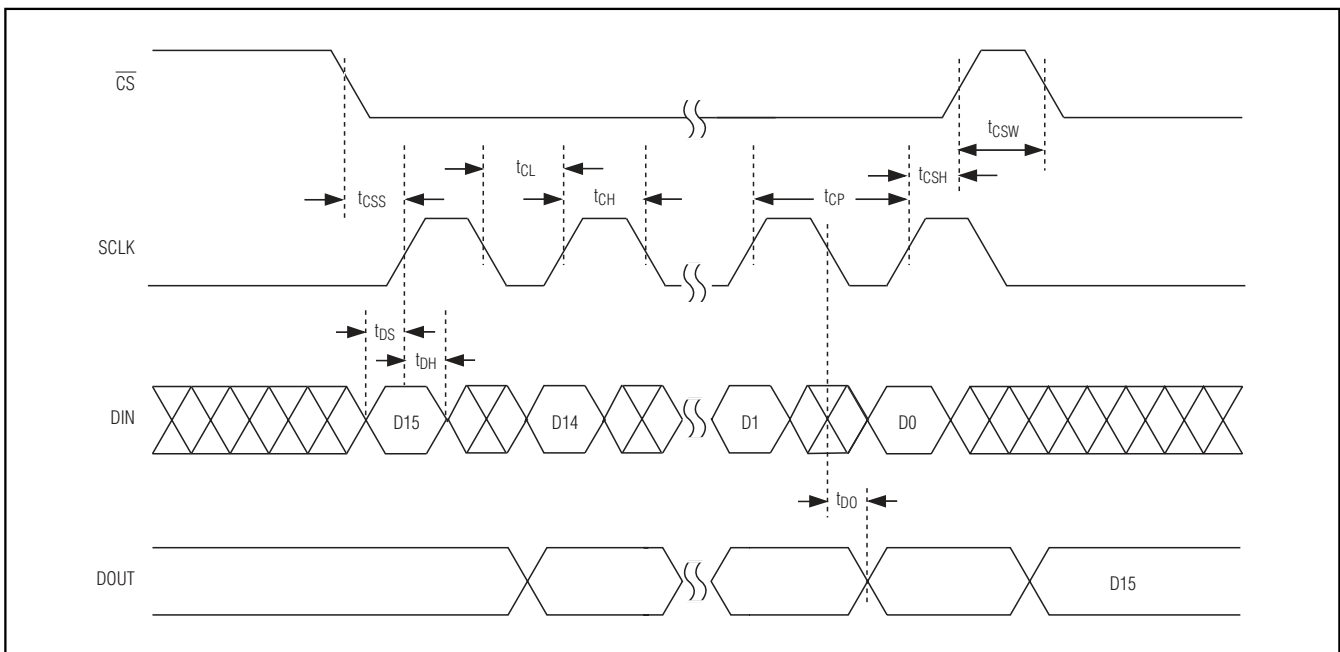 CS
tCSW
tCL
tCSH
tCSS
tCH
tCP
SCLK
tDS
tDH
DIN
D15
D14
D1
D0
tDO
DOUT
D15